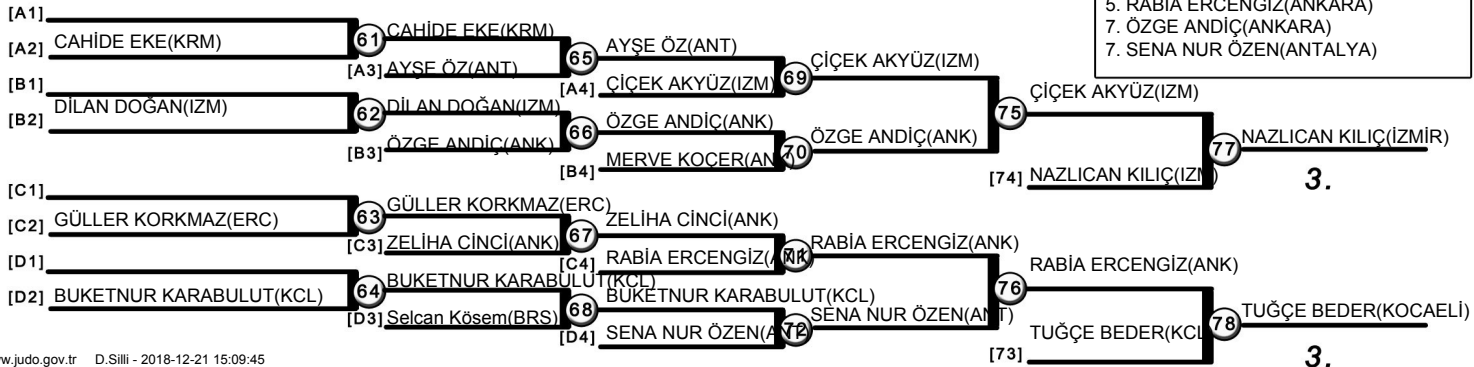 5. RABİA ERCENGİZ(ANKARA)
7. ÖZGE ANDİÇ(ANKARA)
7. SENA NUR ÖZEN(ANTALYA)
[A1]
[A2] CAHİDE EKE(KRM)
61 CAHİDE EKE(KRM)
[A3] AYŞE ÖZ(ANT)
65 AYŞE ÖZ(ANT)
[A4] ÇİÇEK AKYÜZ(IZM)
69 ÇİÇEK AKYÜZ(IZM)
[B1]
DİLAN DOĞAN(IZM)
[B2]
62 DİLAN DOĞAN(IZM)
[B3] ÖZGE ANDİÇ(ANK)
66 ÖZGE ANDİÇ(ANK)
[B4] MERVE KOÇER(ANK)
70 ÖZGE ANDİÇ(ANK)
75 ÇİÇEK AKYÜZ(IZM)
[74] NAZLICAN KILIÇ(IZM)
77 NAZLICAN KILIÇ(İZMİR)
3.
[C1]
[C2] GÜLLER KORKMAZ(ERC)
63 GÜLLER KORKMAZ(ERC)
[C3] ZELİHA CİNCİ(ANK)
67 ZELİHA CİNCİ(ANK)
[C4] RABİA ERCENGİZ(ANK)
71 RABİA ERCENGİZ(ANK)
[D1]
[D2] BUKETNUR KARABULUT(KCL)
64 BUKETNUR KARABULUT(KCL)
[D3] Selcan Kösem(BRS)
68 BUKETNUR KARABULUT(KCL)
[D4] SENA NUR ÖZEN(ANT)
72 SENA NUR ÖZEN(ANT)
76 RABİA ERCENGİZ(ANK)
[73] TUĞÇE BEDER(KCL)
78 TUĞÇE BEDER(KOCAELİ)
3.
w.judo.gov.tr D.Silli - 2018-12-21 15:09:45